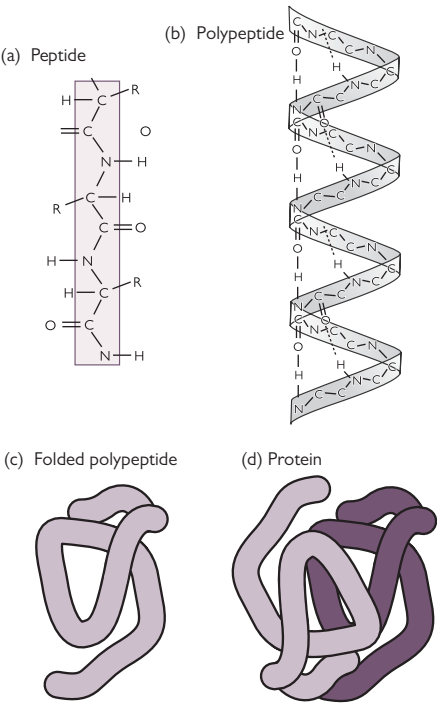 (a) Peptide
H C R
C O
N H
R C H
C O
H N
H C R
O C
N H
(b) Polypeptide
C N C C N C
O H
H N C C N C
N C C O
C N C C N
O H
H N C C N C
N C C
C N C C N C
O H
H N C C N C
N C C O
C N C C N
O H
H N C C N C
N C C
(c) Folded polypeptide
(d) Protein